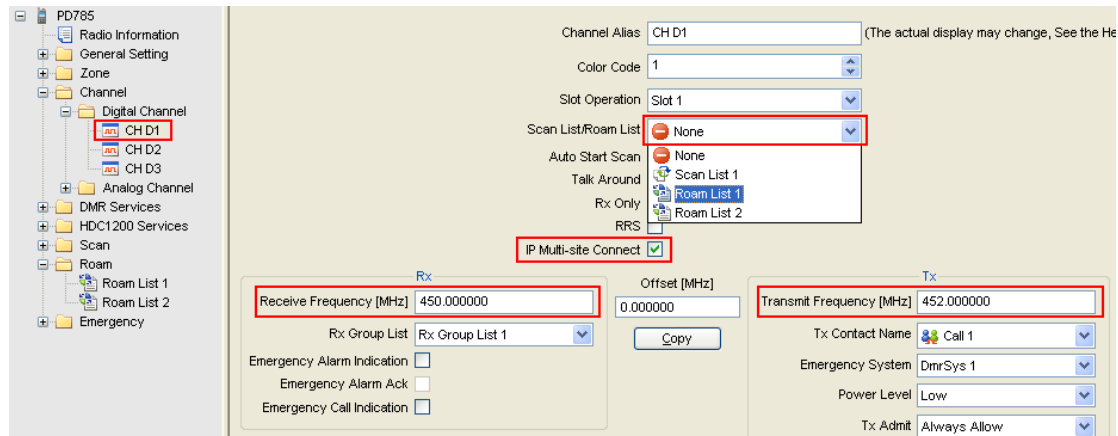 PD785
Radio Information
General Setting
Zone
Channel
Digital Channel
CH D1
CH D2
CH D3
Analog Channel
DMR Services
HDC1200 Services
Scan
Roam
Roam List 1
Roam List 2
Emergency
Channel Alias CH D1 (The actual display may change, See the He
Color Code 1
Slot Operation Slot 1
Scan List/Roam List None
Auto Start Scan None
Talk Around Scan List 1
Rx Only Roam List 1
Roam List 2
RRS
IP Multi-site Connect
Rx
Receive Frequency [MHz] 450.000000
Rx Group List Rx Group List 1
Emergency Alarm Indication
Emergency Alarm Ack
Emergency Call Indication
Offset [MHz]
0.000000
Copy
Tx
Transmit Frequency [MHz] 452.000000
Tx Contact Name Call 1
Emergency System DmrSys 1
Power Level Low
Tx Admit Always Allow